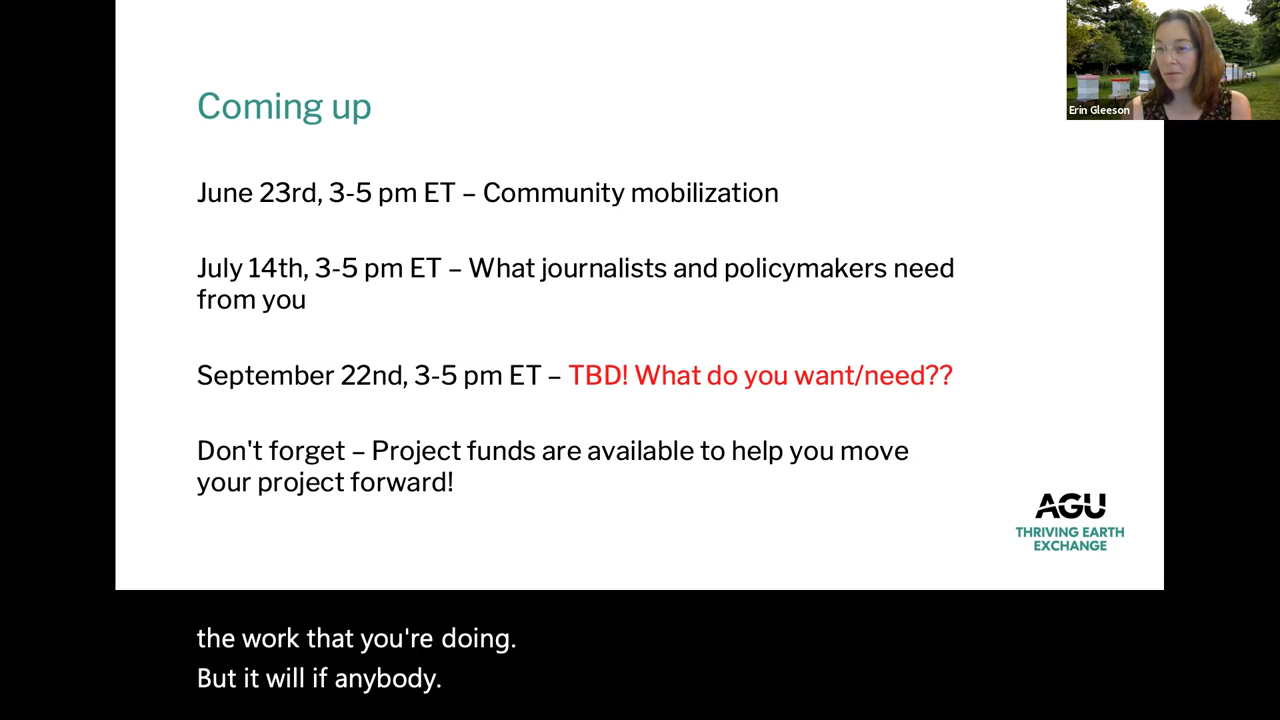 Erin Gleeson
Coming up
June 23rd, 3-5 pm ET – Community mobilization
July 14th, 3-5 pm ET – What journalists and policymakers need
from you
September 22nd, 3-5 pm ET – TBD! What do you want/need??
Don't forget – Project funds are available to help you move
your project forward!
AGU
THRIVING EARTH
EXCHANGE
the work that you're doing.
But it will if anybody.